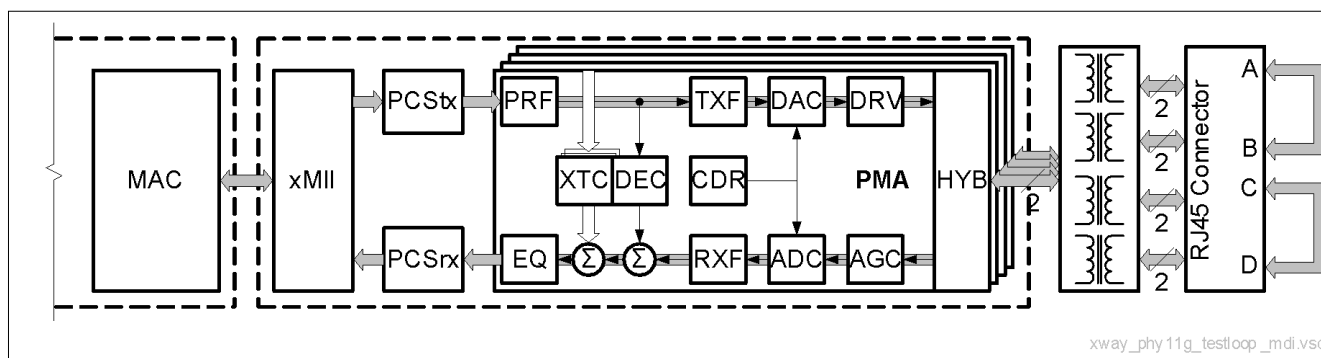 MAC
xMII
PCStx
PCSrx
PRF
TXF
DAC
DRV
XTC
DEC
CDR
PMA
HYB
EQ
Σ
Σ
RXF
ADC
AGC
2
2
2
2
2
RJ45 Connector
A
B
C
D
xway_phy11g_testloop_mdi.vsd